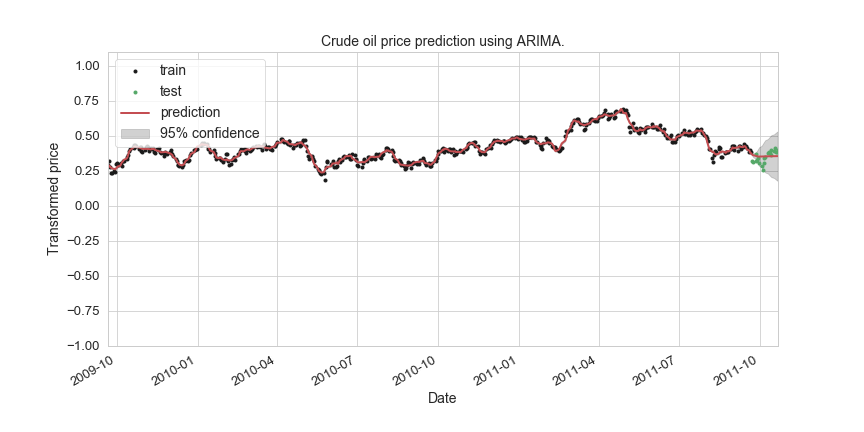 Crude oil price prediction using ARIMA.
train
test
prediction
95% confidence
1.00
0.75
0.50
0.25
0.00
−0.25
−0.50
−0.75
−1.00
Transformed price
2009-10
2010-01
2010-04
2010-07
2010-10
2011-01
2011-04
2011-07
2011-10
Date